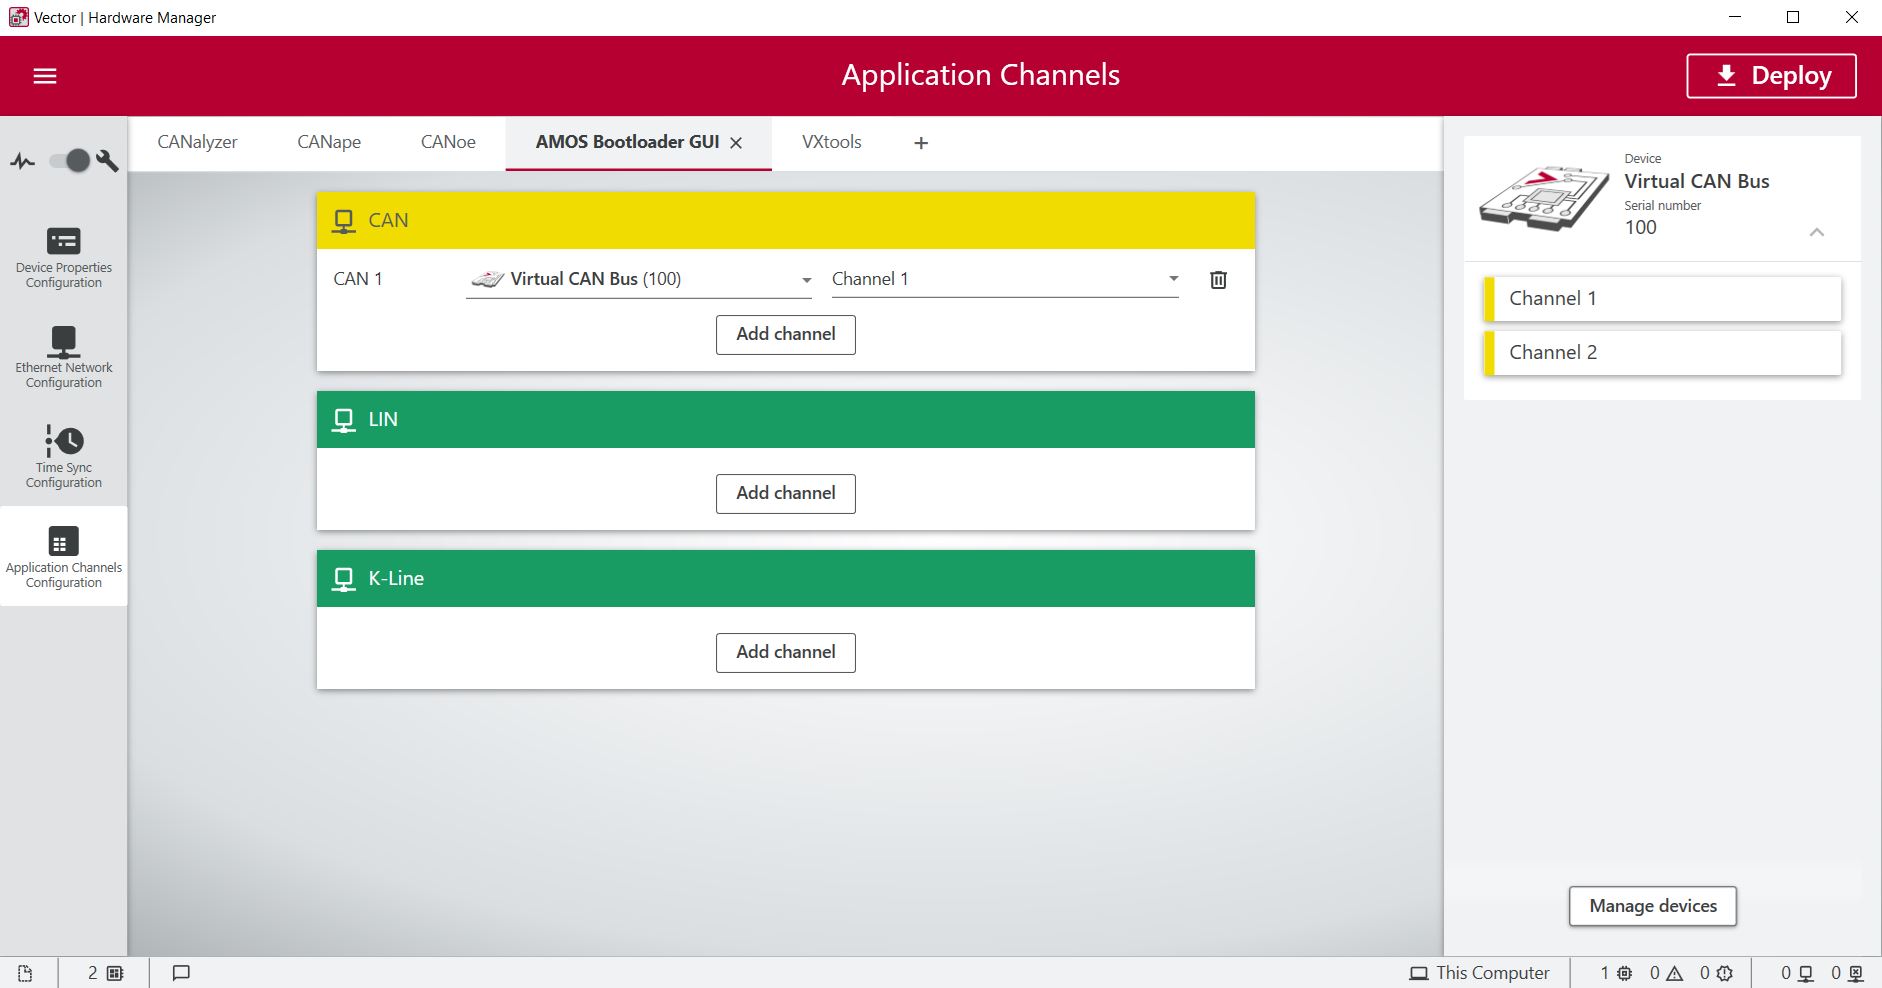 Vector | Hardware Manager
Application Channels
Deploy
CANalyzer
CANape
CANoe
AMOS Bootloader GUI
VXtools
Device Properties
Configuration
Ethernet Network
Configuration
Time Sync
Configuration
Application Channels
Configuration
CAN
CAN 1
Virtual CAN Bus (100)
Channel 1
Add channel
LIN
Add channel
K-Line
Add channel
Device
Virtual CAN Bus
Serial number
100
Channel 1
Channel 2
Manage devices
2
This Computer
1
0
0
0
0